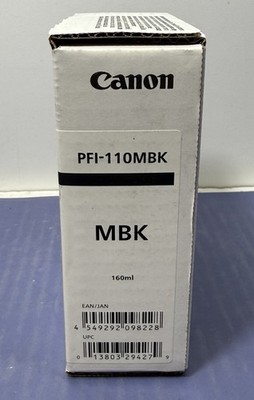 Canon
PFI-110MBK
MBK
160ml
EAN/JAN
4 549292 098228
UPC
0 13803 29427 9